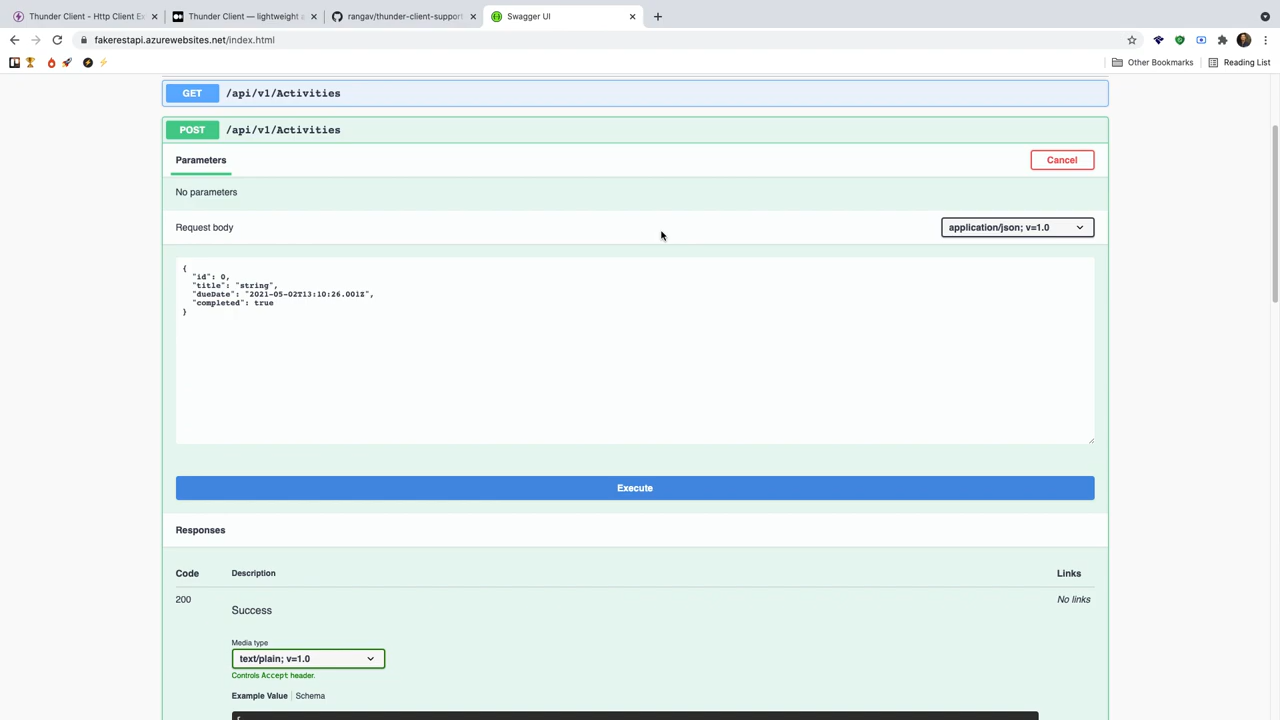 Thunder Client - Http Client Ex
Thunder Client — lightweight a
rangav/thunder-client-support
Swagger UI
fakerestapi.azurewebsites.net/index.html
Other Bookmarks
Reading List
GET /api/v1/Activities
POST /api/v1/Activities
Parameters
Cancel
No parameters
Request body
application/json; v=1.0
{
"id": 0,
"title": "string",
"dueDate": "2021-05-02T13:10:26.001Z",
"completed": true
}
Execute
Responses
Code Description Links
200 Success No links
Media type
text/plain; v=1.0
Controls Accept header.
Example Value Schema
{